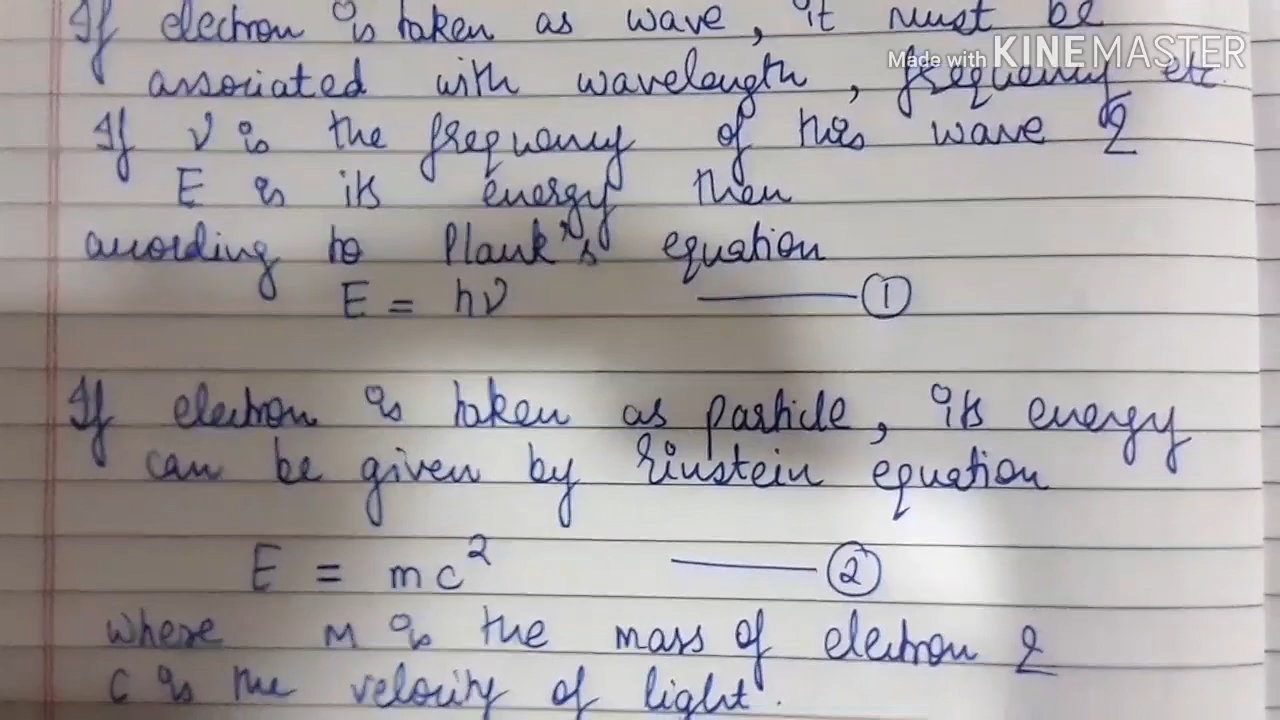 If electron is taken as wave, it must be
Made with KINEMASTER
associated with wavelength, frequency etc.
If ν is the frequency of this wave &
E is its energy then
according to Plank's equation
E = hν ——— ①
If electron is taken as particle, its energy
can be given by Einstein equation
E = mc² ——— ②
where m is the mass of electron &
c is the velocity of light.